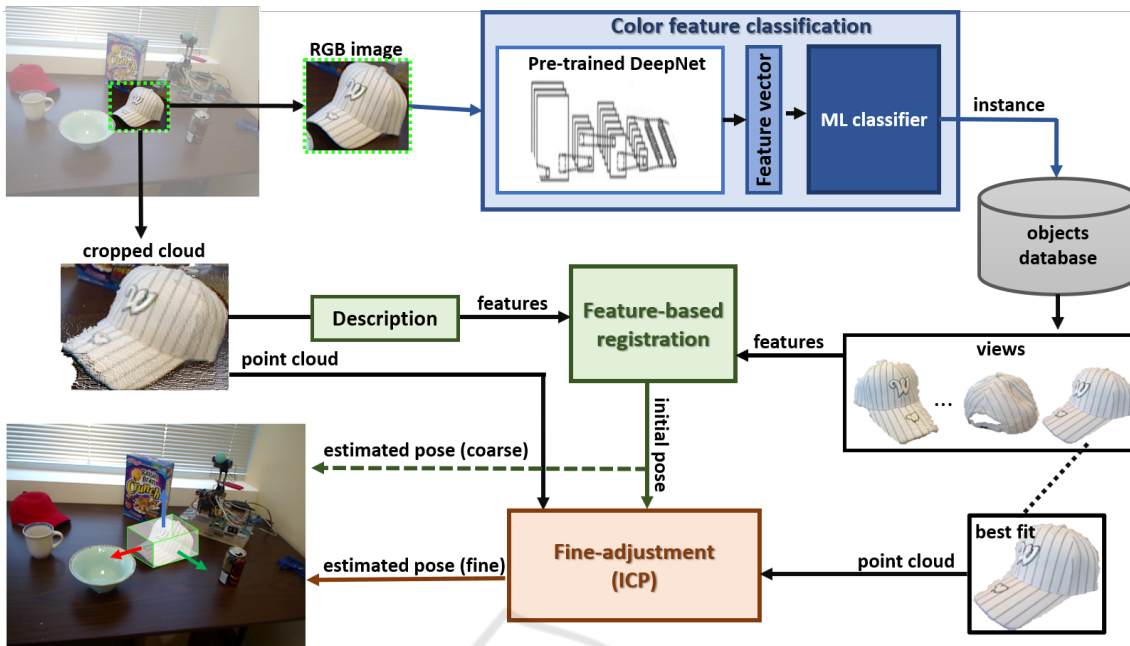 Color feature classification
RGB image
Pre-trained DeepNet
Feature vector
ML classifier
instance
objects
database
cropped cloud
Description
features
Feature-based
registration
features
views
W
...
point cloud
initial pose
estimated pose (coarse)
Fine-adjustment
(ICP)
estimated pose (fine)
point cloud
best fit
W
Crunch